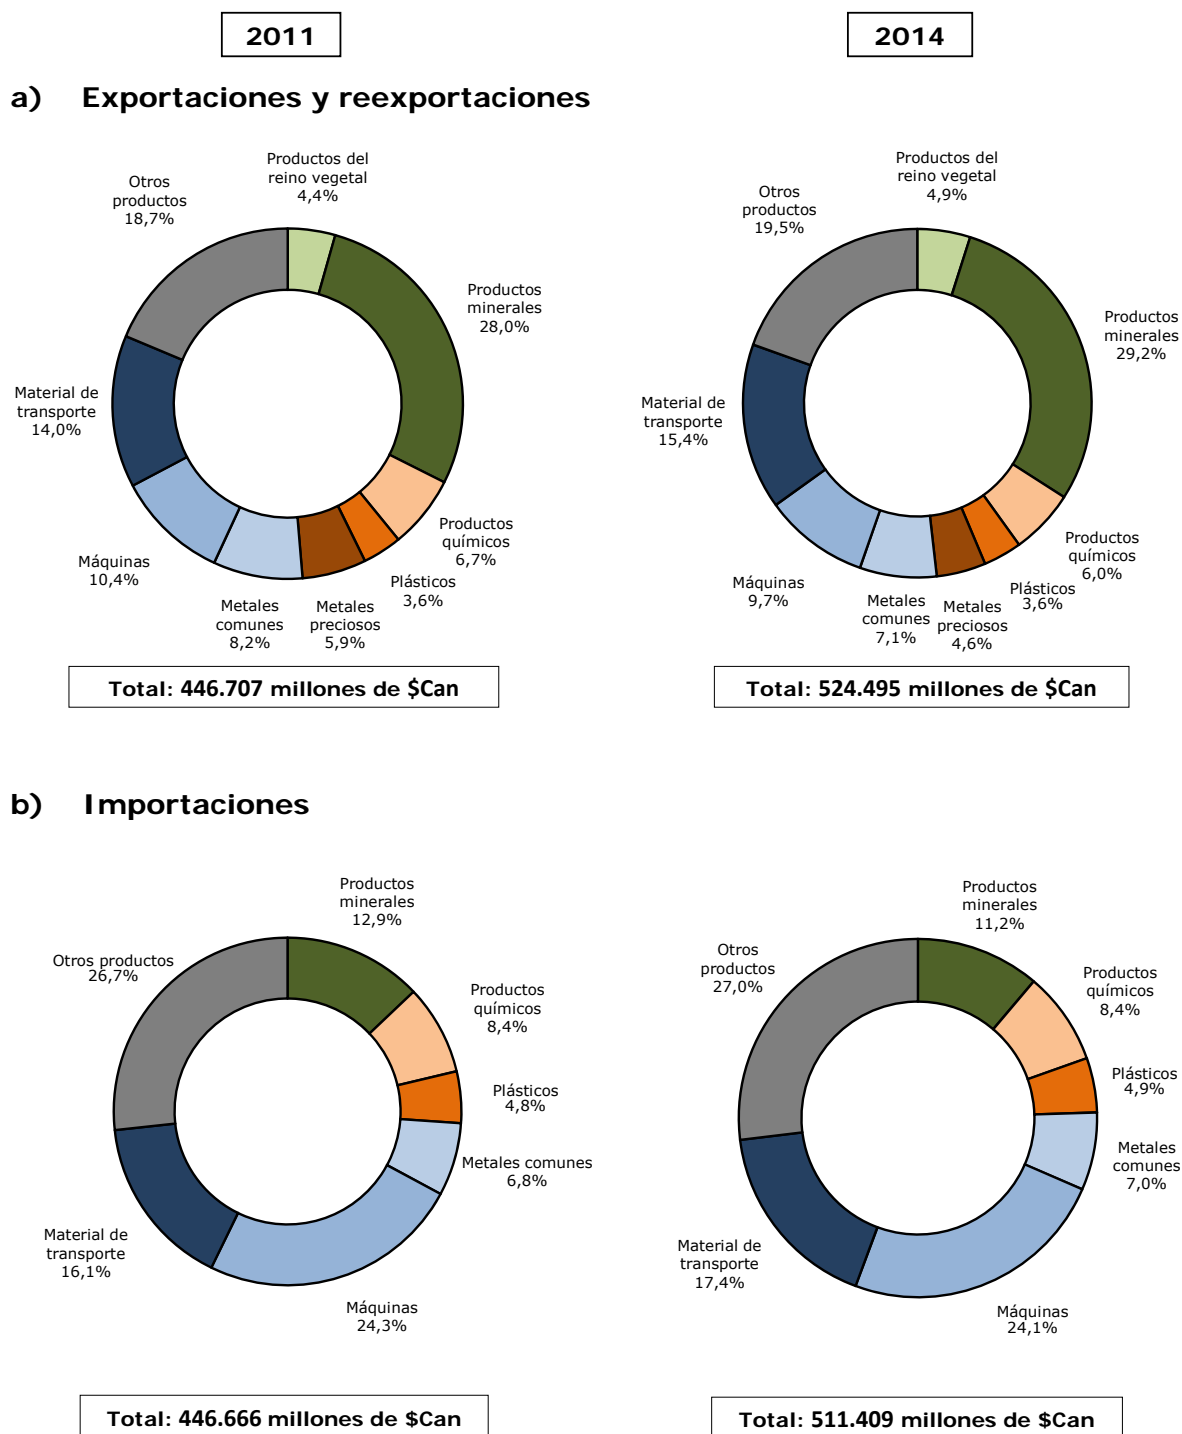 2011
2014
a) Exportaciones y reexportaciones
Productos del
reino vegetal
4,4%
Otros
productos
18,7%
Productos
minerales
28,0%
Material de
transporte
14,0%
Productos
químicos
6,7%
Máquinas
10,4%
Plásticos
3,6%
Metales
comunes
8,2%
Metales
preciosos
5,9%
Total: 446.707 millones de $Can
Productos del
reino vegetal
4,9%
Otros
productos
19,5%
Productos
minerales
29,2%
Material de
transporte
15,4%
Productos
químicos
6,0%
Máquinas
9,7%
Plásticos
3,6%
Metales
comunes
7,1%
Metales
preciosos
4,6%
Total: 524.495 millones de $Can
b) Importaciones
Productos
minerales
12,9%
Otros productos
26,7%
Productos
químicos
8,4%
Plásticos
4,8%
Metales comunes
6,8%
Material de
transporte
16,1%
Máquinas
24,3%
Total: 446.666 millones de $Can
Productos
minerales
11,2%
Otros
productos
27,0%
Productos
químicos
8,4%
Plásticos
4,9%
Metales
comunes
7,0%
Material de
transporte
17,4%
Máquinas
24,1%
Total: 511.409 millones de $Can